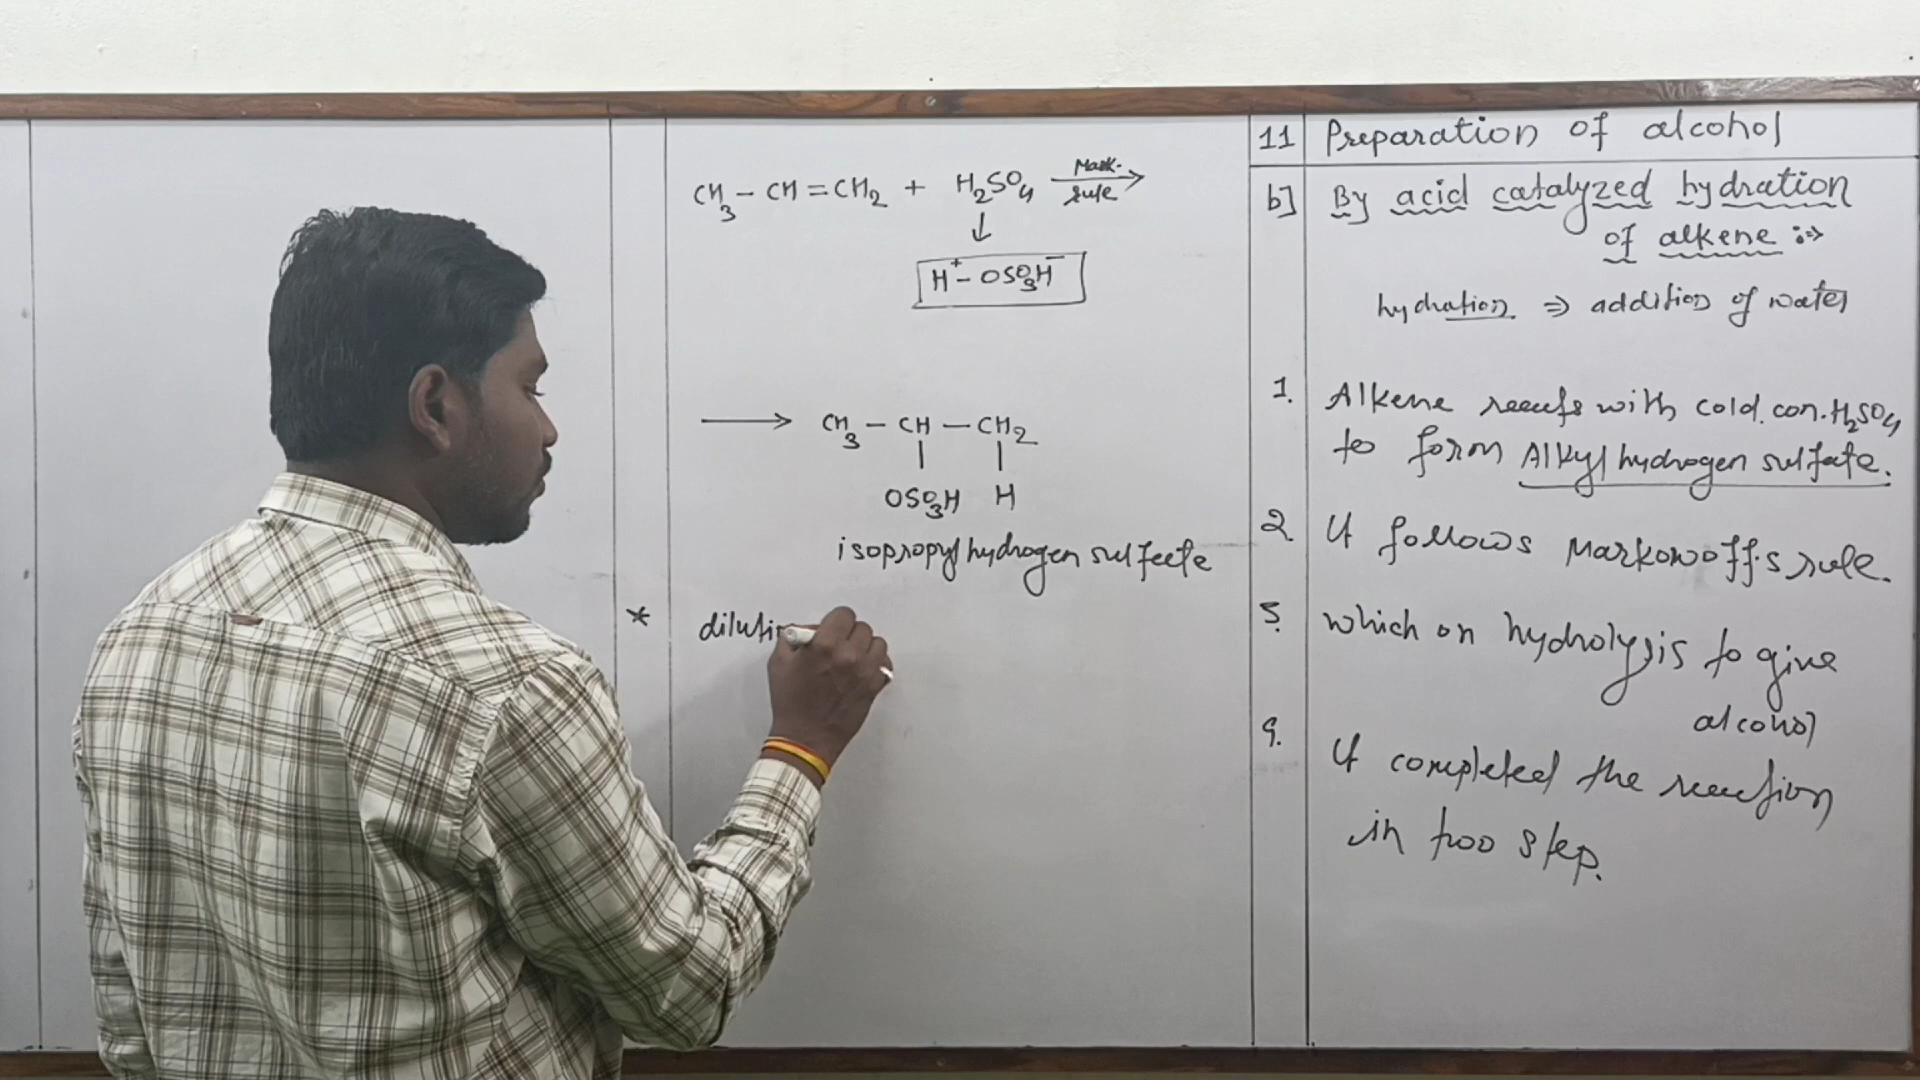 CH3 – CH = CH2 + H2SO4 Mark. rule →
↓
H+ – OSO3H–
→ CH3 – CH – CH2
OSO3H H
isopropyl hydrogen sulfate
* diluti
11 Preparation of alcohol
b] By acid catalyzed hydration
of alkene :⇒
hydration ⇒ addition of water
1. Alkene reacts with cold. con. H2SO4
to form Alkyl hydrogen sulfate.
2. It follows Markonwoff's rule.
3. which on hydrolysis to give
alcohol
4. It completed the reaction
in two step.